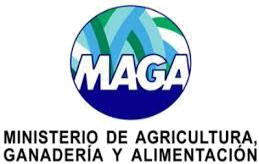 MAGA
MINISTERIO DE AGRICULTURA,
GANADERÍA Y ALIMENTACIÓN